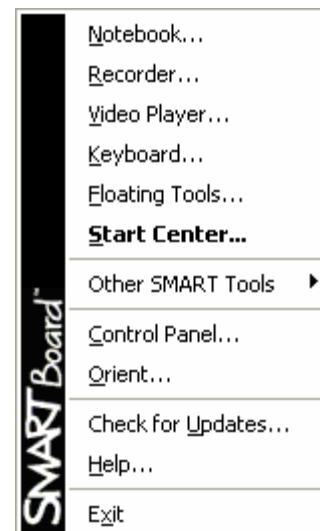 Notebook...
Recorder...
Video Player...
Keyboard...
Floating Tools...
Start Center...
Other SMART Tools
Control Panel...
Orient...
Check for Updates...
Help...
Exit
SMART Board™